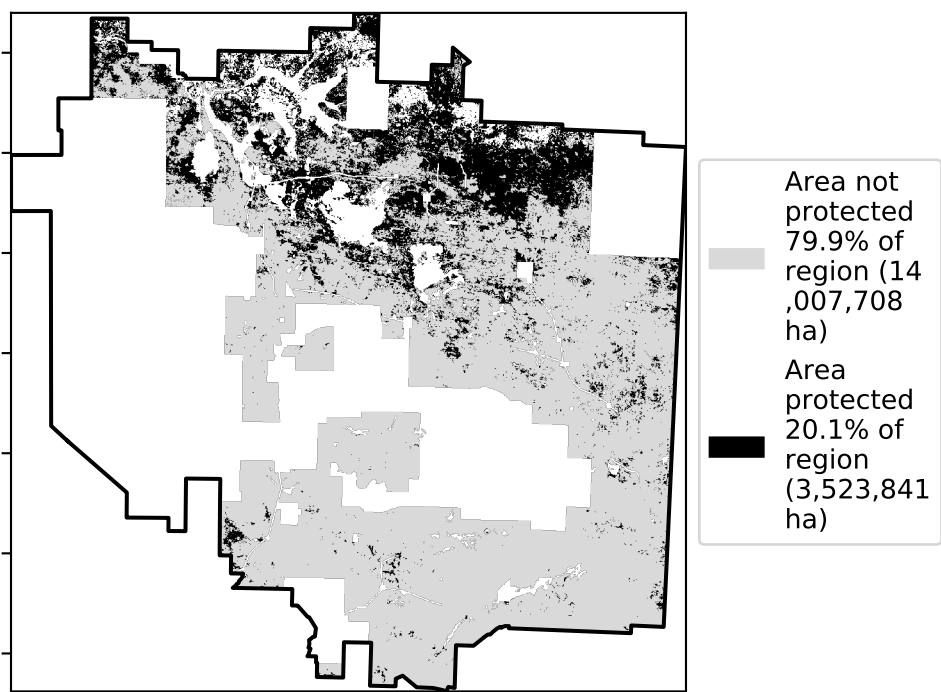 Area not
protected
79.9% of
region (14
,007,708
ha)
Area
protected
20.1% of
region
(3,523,841
ha)